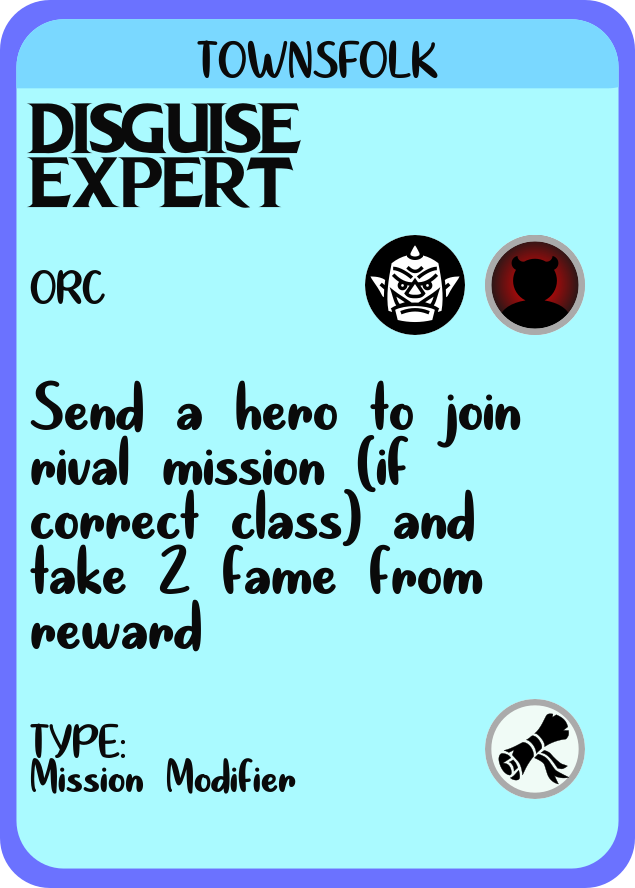 TOWNSFOLK
DISGUISE
EXPERT
ORC
Send a hero to join
rival mission (if
correct class) and
take 2 fame from
reward
TYPE:
Mission Modifier